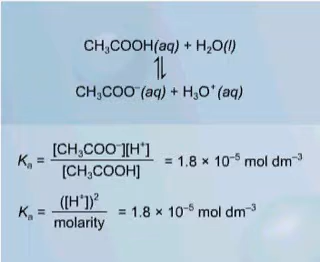 CH₃COOH(aq) + H₂O(l)
⇌
CH₃COO⁻(aq) + H₃O⁺(aq)
Kₐ = [CH₃COO⁻][H⁺] / [CH₃COOH] = 1.8 × 10⁻⁵ mol dm⁻³
Kₐ = ([H⁺])² / molarity = 1.8 × 10⁻⁵ mol dm⁻³